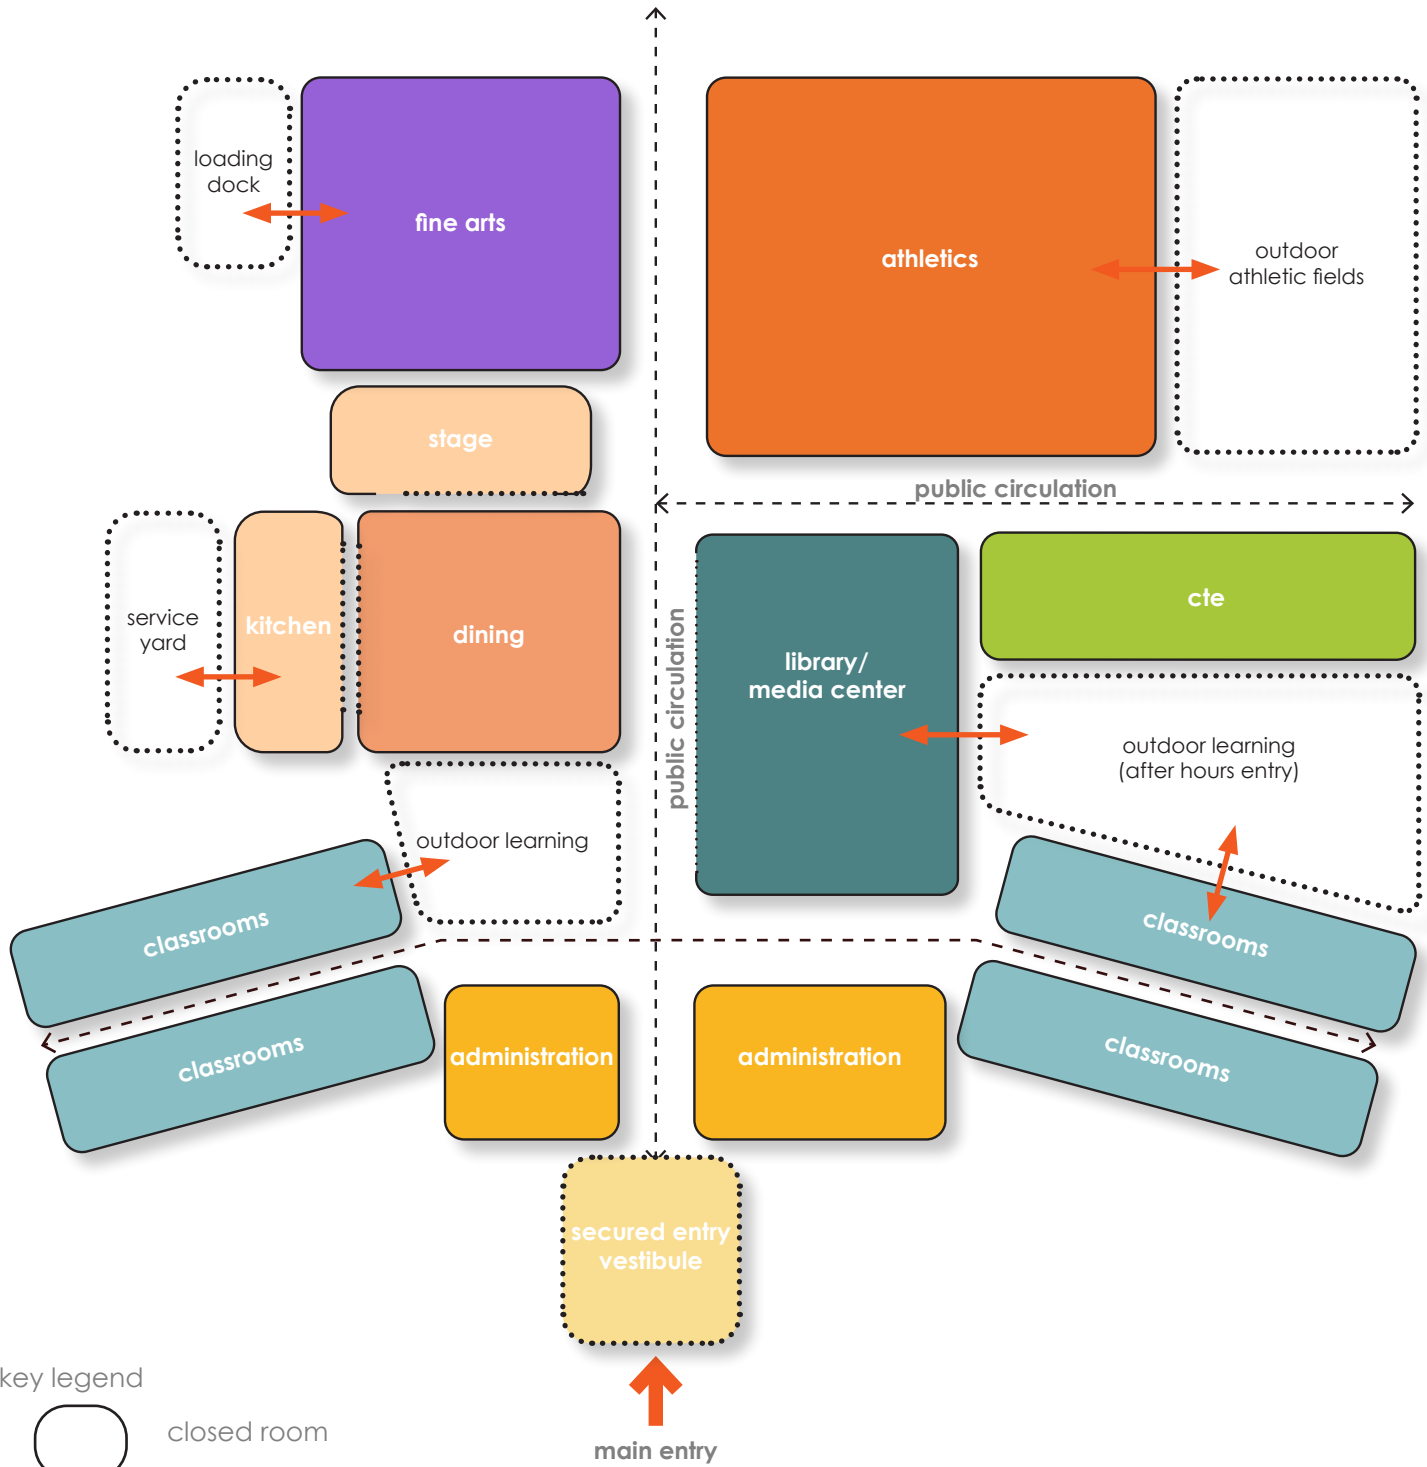 loading
dock
fine arts
athletics
outdoor
athletic fields
stage
public circulation
service
yard
kitchen
dining
public circulation
library/
media center
cte
outdoor learning
(after hours entry)
outdoor learning
classrooms
classrooms
classrooms
administration
administration
classrooms
secured entry
vestibule
main entry
key legend
closed room